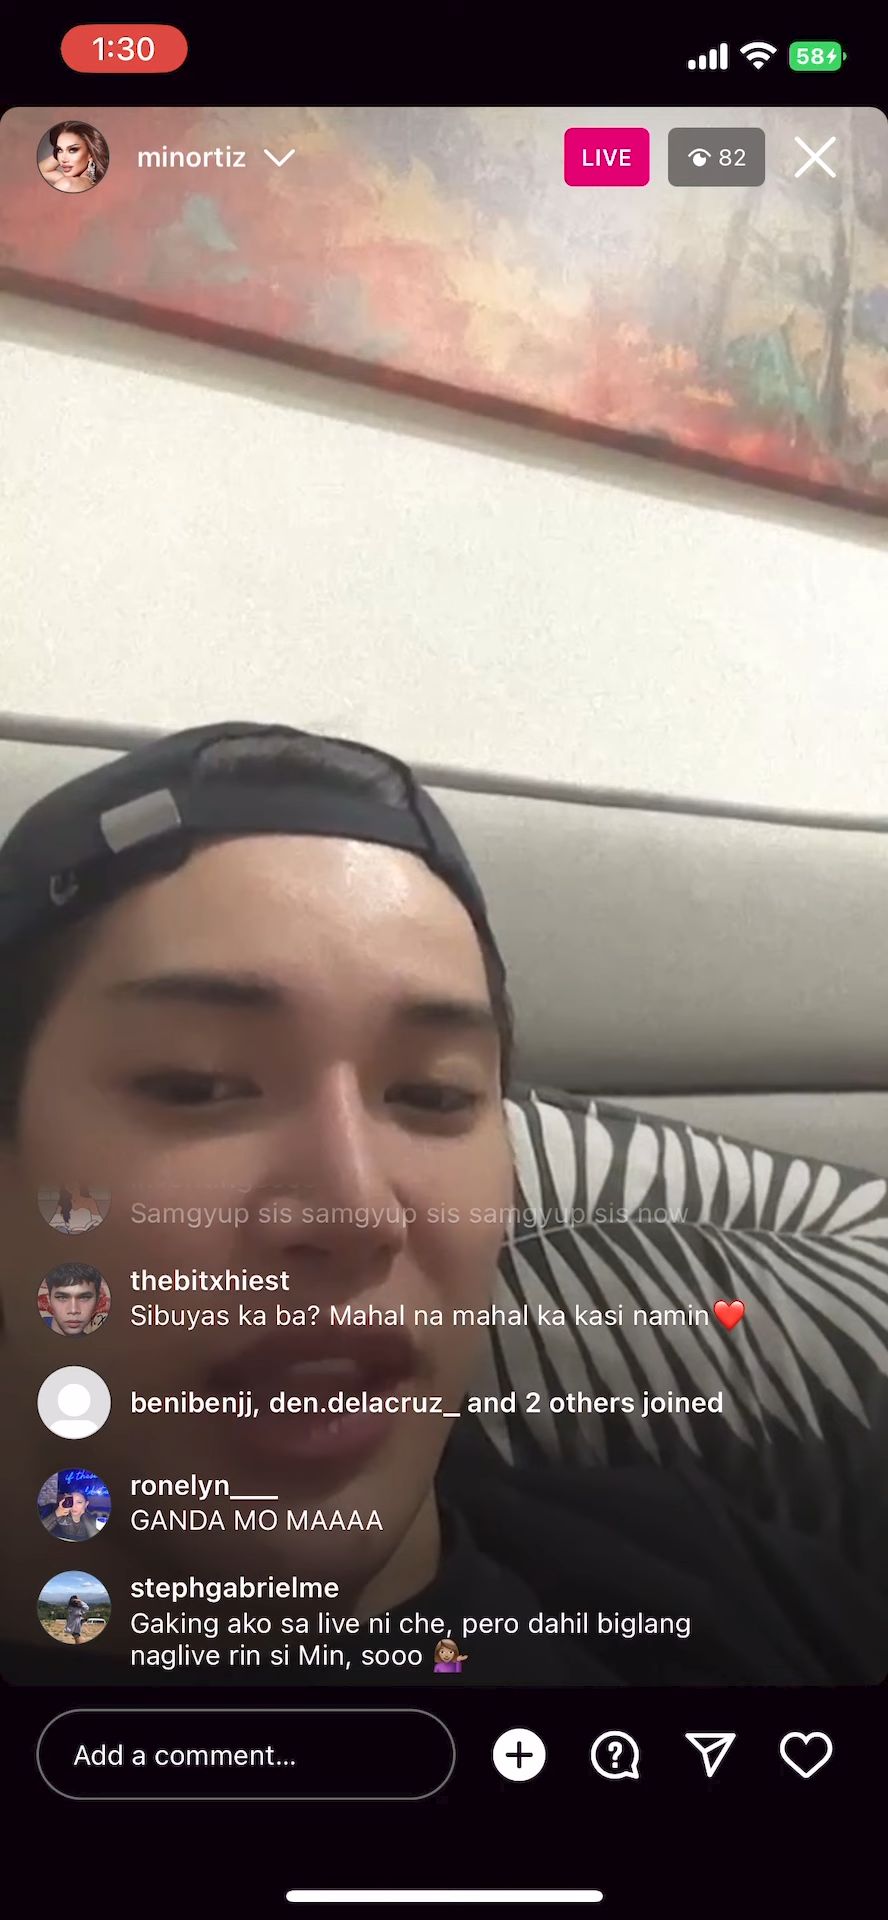 1:30
58
minortiz
LIVE
82
Samgyup sis samgyup sis samgyup sis now
thebitxhiest
Sibuyas ka ba? Mahal na mahal ka kasi namin❤️
benibenjj, den.delacruz_ and 2 others joined
ronelyn____
GANDA MO MAAAA
stephgabrielme
Gaking ako sa live ni che, pero dahil biglang
naglive rin si Min, sooo 💁🏽‍♀️
Add a comment...